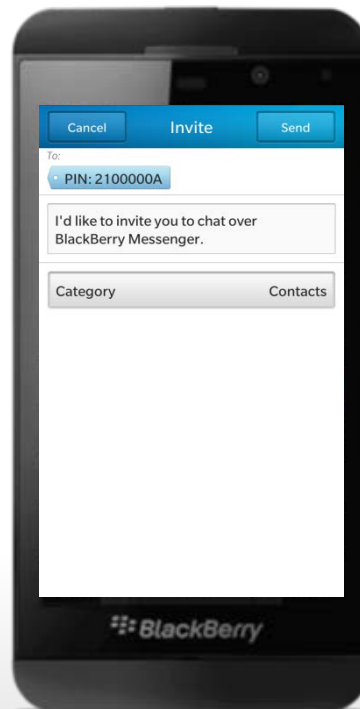 Cancel Invite Send
To:
PIN: 2100000A
I'd like to invite you to chat over
BlackBerry Messenger.
Category Contacts
BlackBerry